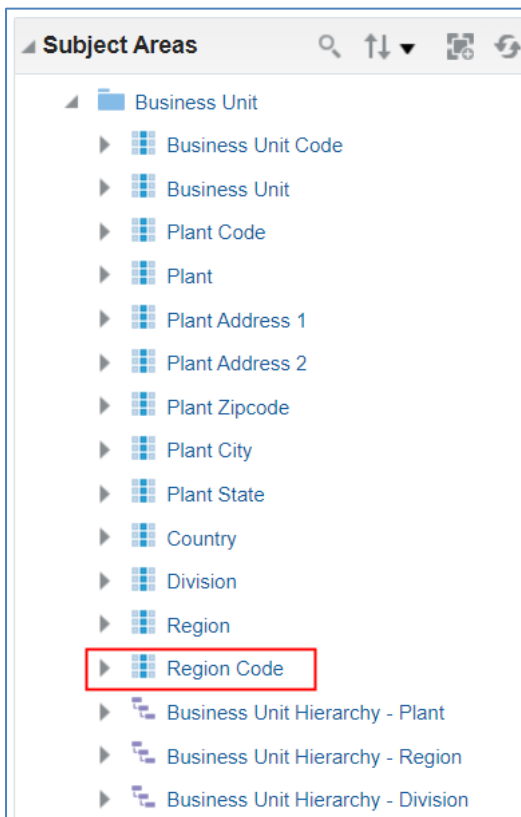 Subject Areas
Business Unit
Business Unit Code
Business Unit
Plant Code
Plant
Plant Address 1
Plant Address 2
Plant Zipcode
Plant City
Plant State
Country
Division
Region
Region Code
Business Unit Hierarchy - Plant
Business Unit Hierarchy - Region
Business Unit Hierarchy - Division